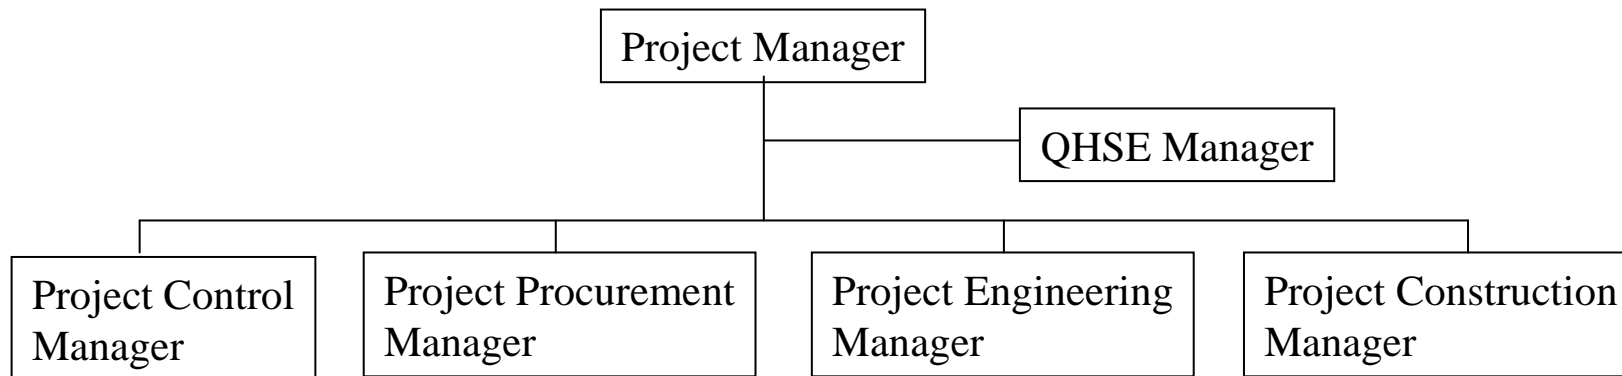 Project Manager
QHSE Manager
Project Control
Manager
Project Procurement
Manager
Project Engineering
Manager
Project Construction
Manager